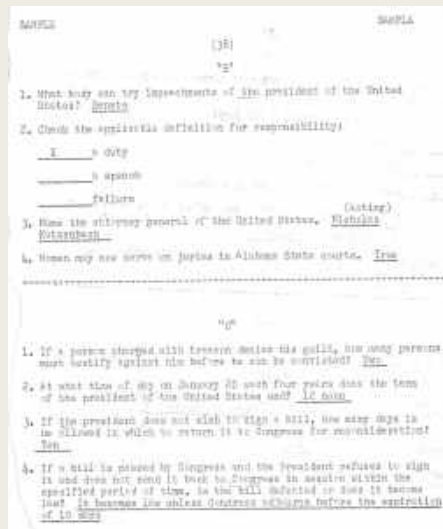 SAMPLE SAMPLE
(38)
"B"
1. What body can try impeachments of the president of the United
States? Senate
2. Check the applicable definition for responsibility:
X a duty
a speech
failure
(Acting)
3. Name the attorney general of the United States. Nicholas
Katzenbach
4. Women may now serve on juries in Alabama State courts. True
"C"
1. If a person charged with treason denies his guilt, how many persons
must testify against him before he can be convicted? Two
2. At what time of day on January 20 each four years does the term
of the president of the United States end? 12 noon
3. If the president does not wish to sign a bill, how many days is
he allowed in which to return it to Congress for reconsideration?
Ten
4. If a bill is passed by Congress and the President refuses to sign
it and does not send it back to Congress in session within the
specified period of time, is the bill defeated or does it become
law? It becomes law unless Congress adjourns before the expiration
of 10 days